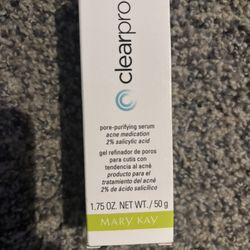 clearpro
pore-purifying serum
acne medication
2% salicylic acid
gel refinador de poros
para cutis con
tendencia al acné
producto para el
tratamiento del acné
2% de ácido salicílico
1.75 OZ. NET WT. / 50 g
MARY KAY